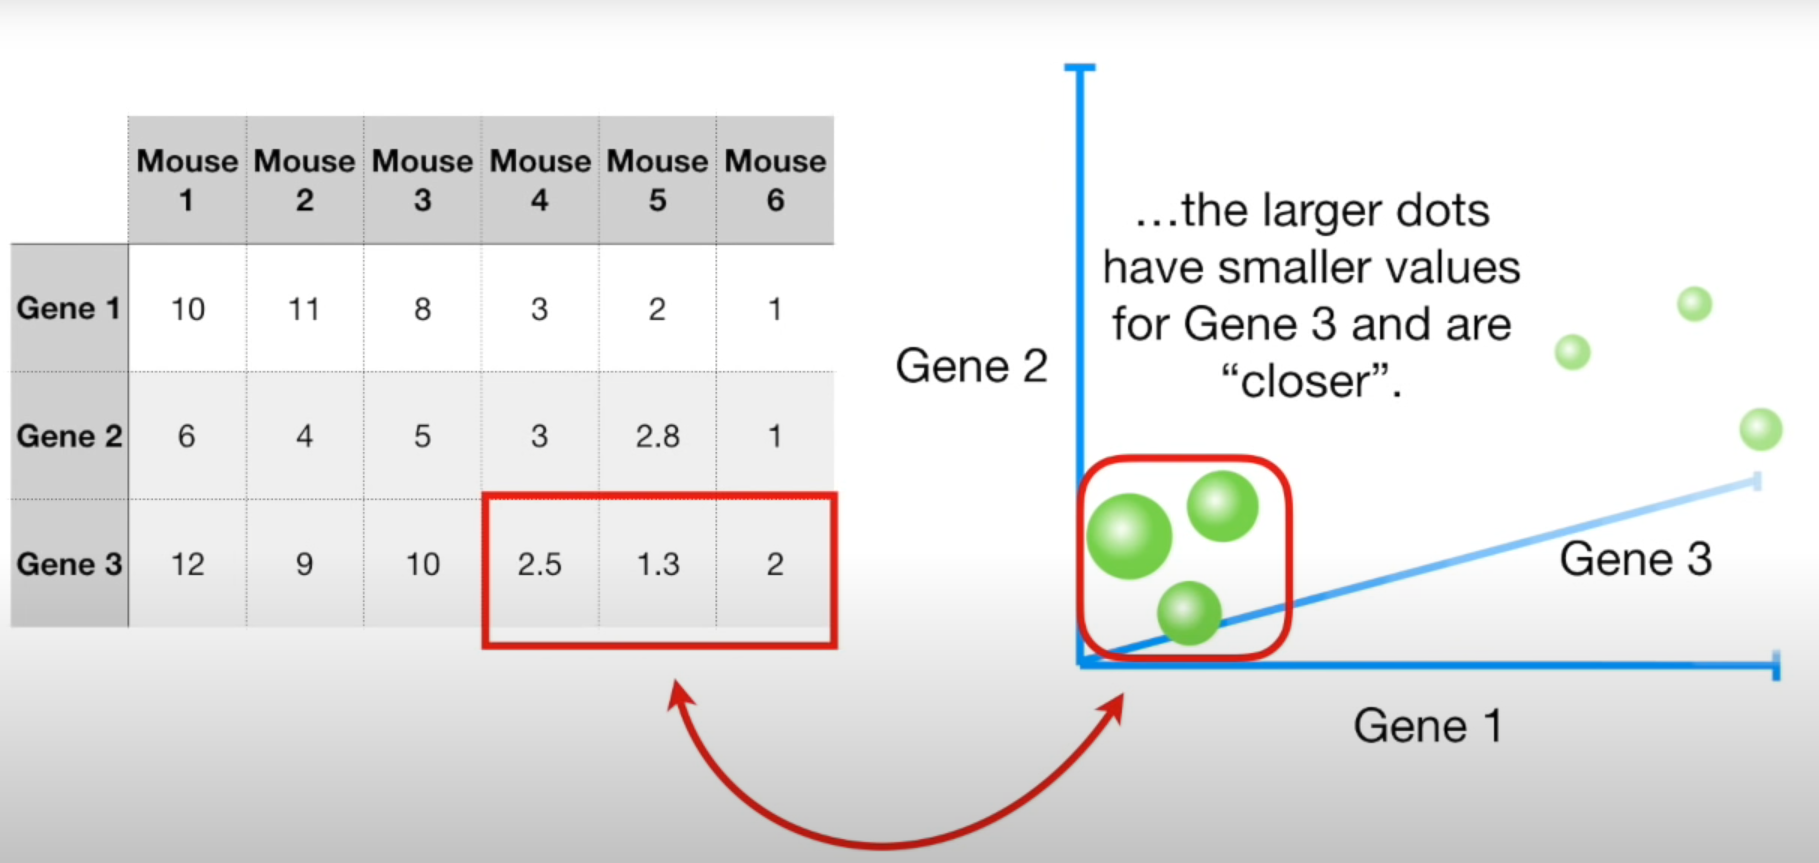 Mouse 1 Mouse 2 Mouse 3 Mouse 4 Mouse 5 Mouse 6
Gene 1 10 11 8 3 2 1
Gene 2 6 4 5 3 2.8 1
Gene 3 12 9 10 2.5 1.3 2
…the larger dots
have smaller values
for Gene 3 and are
“closer”.
Gene 2
Gene 3
Gene 1